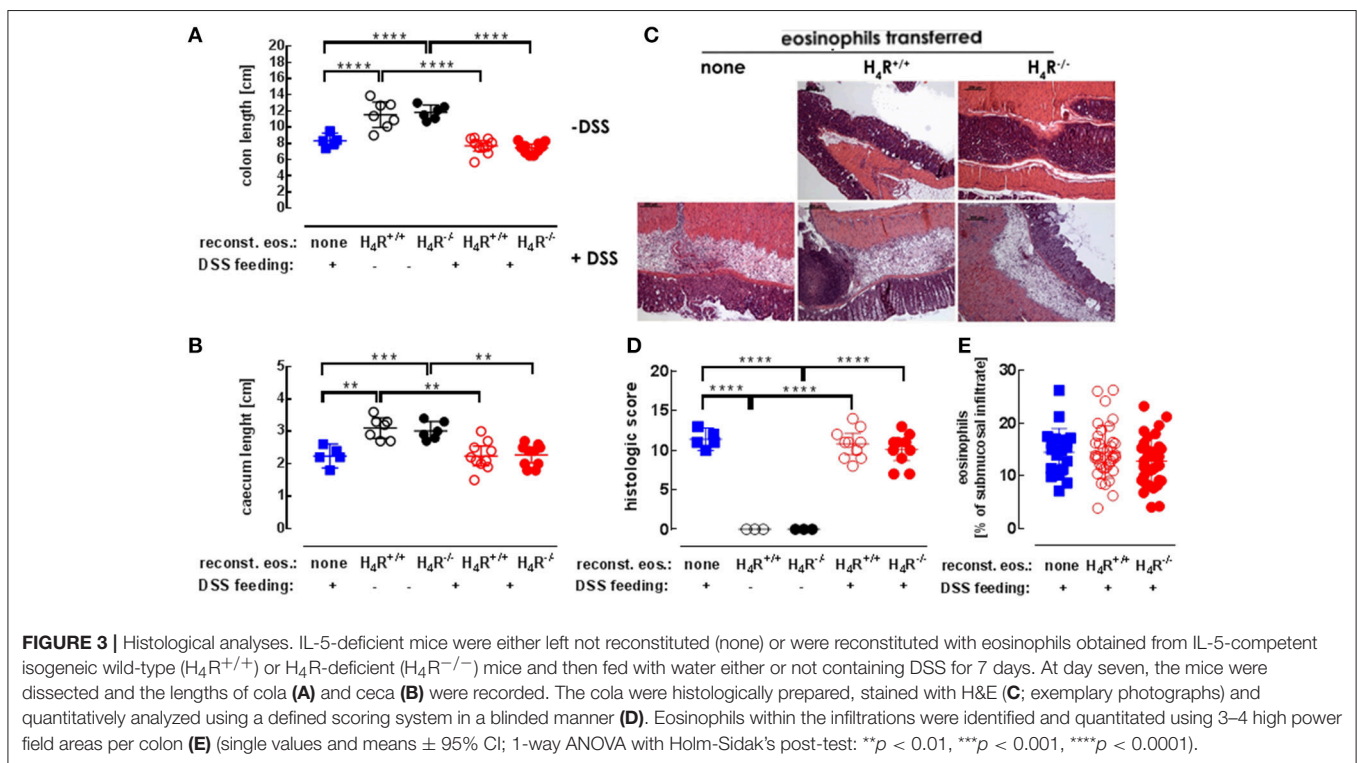 A
**** ****
**** ****
colon length [cm]
20
18
16
14
12
10
8
6
4
2
0
reconst. eos.: none H₄R⁺/⁺ H₄R⁻/⁻ H₄R⁺/⁺ H₄R⁻/⁻
DSS feeding: + - - + +
C
eosinophils transferred
none H₄R⁺/⁺ H₄R⁻/⁻
-DSS
+ DSS
B
*** **
** **
caecum lenght [cm]
5
4
3
2
1
0
reconst. eos.: none H₄R⁺/⁺ H₄R⁻/⁻ H₄R⁺/⁺ H₄R⁻/⁻
DSS feeding: + - - + +
D
**** ****
**** ****
histologic score
15
10
5
0
reconst. eos.: none H₄R⁺/⁺ H₄R⁻/⁻ H₄R⁺/⁺ H₄R⁻/⁻
DSS feeding: + - - + +
E
eosinophils
[% of submucosal infiltrate]
30
20
10
0
reconst. eos.: none H₄R⁺/⁺ H₄R⁻/⁻
DSS feeding: + + +
FIGURE 3 | Histological analyses. IL-5-deficient mice were either left not reconstituted (none) or were reconstituted with eosinophils obtained from IL-5-competent
isogeneic wild-type (H₄R⁺/⁺) or H₄R-deficient (H₄R⁻/⁻) mice and then fed with water either or not containing DSS for 7 days. At day seven, the mice were
dissected and the lengths of cola (A) and ceca (B) were recorded. The cola were histologically prepared, stained with H&E (C; exemplary photographs) and
quantitatively analyzed using a defined scoring system in a blinded manner (D). Eosinophils within the infiltrations were identified and quantitated using 3–4 high power
field areas per colon (E) (single values and means ± 95% CI; 1-way ANOVA with Holm-Sidak's post-test: **p < 0.01, ***p < 0.001, ****p < 0.0001).